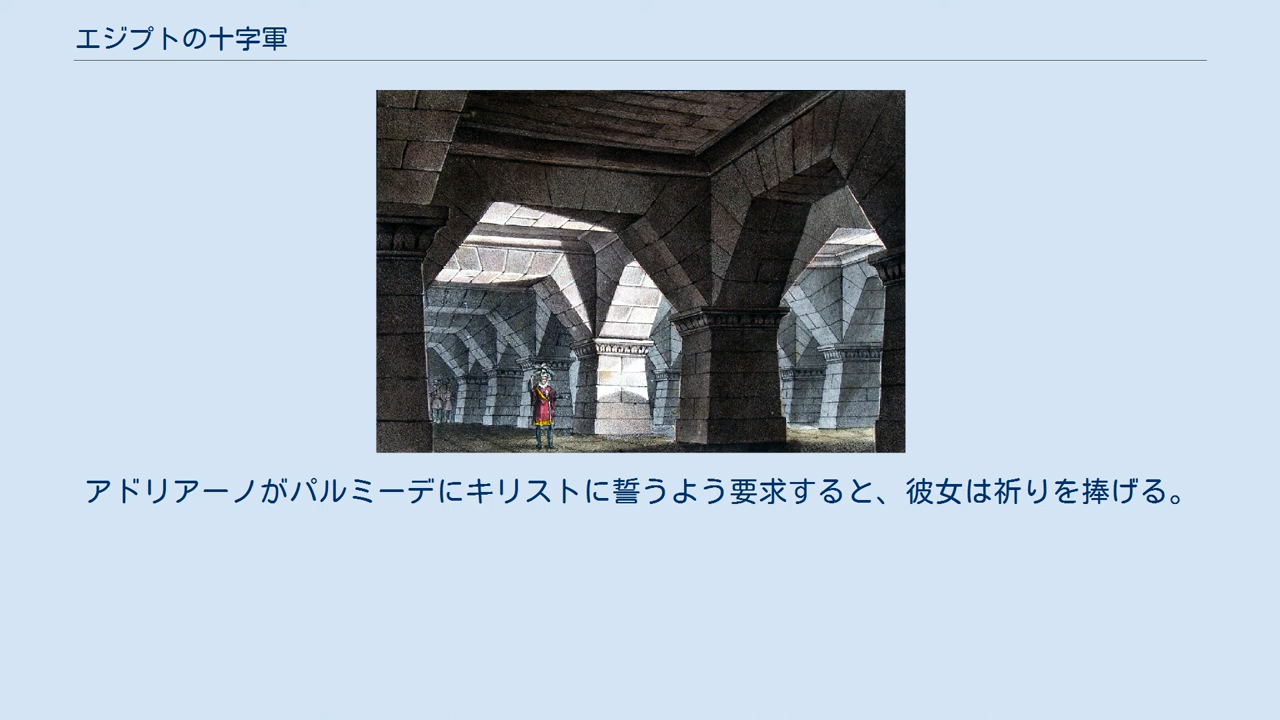 エジプトの十字軍
アドリアーノがパルミーデにキリストに誓うよう要求すると、彼女は祈りを捧げる。